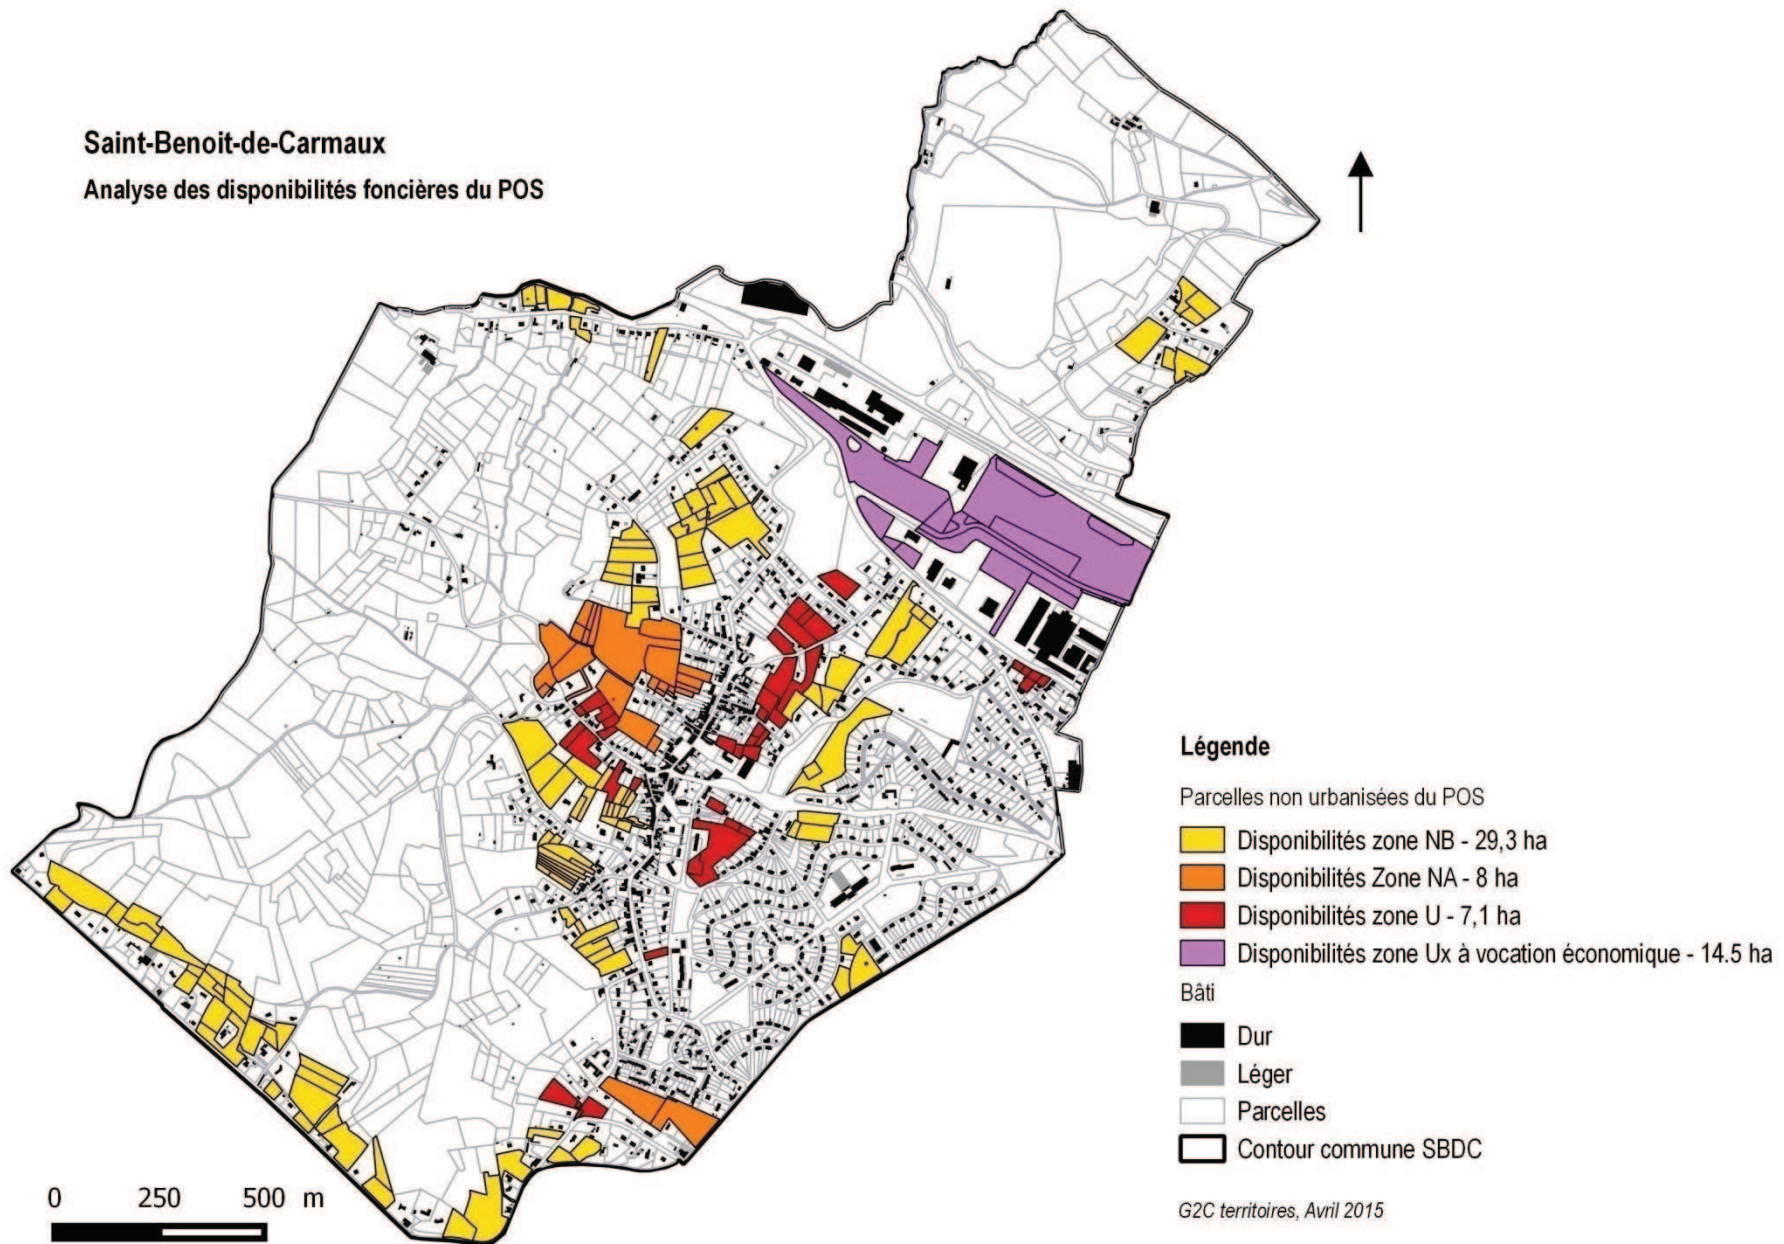 Saint-Benoit-de-Carmaux
Analyse des disponibilités foncières du POS
Légende
Parcelles non urbanisées du POS
Disponibilités zone NB - 29,3 ha
Disponibilités Zone NA - 8 ha
Disponibilités zone U - 7,1 ha
Disponibilités zone Ux à vocation économique - 14.5 ha
Bâti
Dur
Léger
Parcelles
Contour commune SBDC
G2C territoires, Avril 2015
0 250 500 m